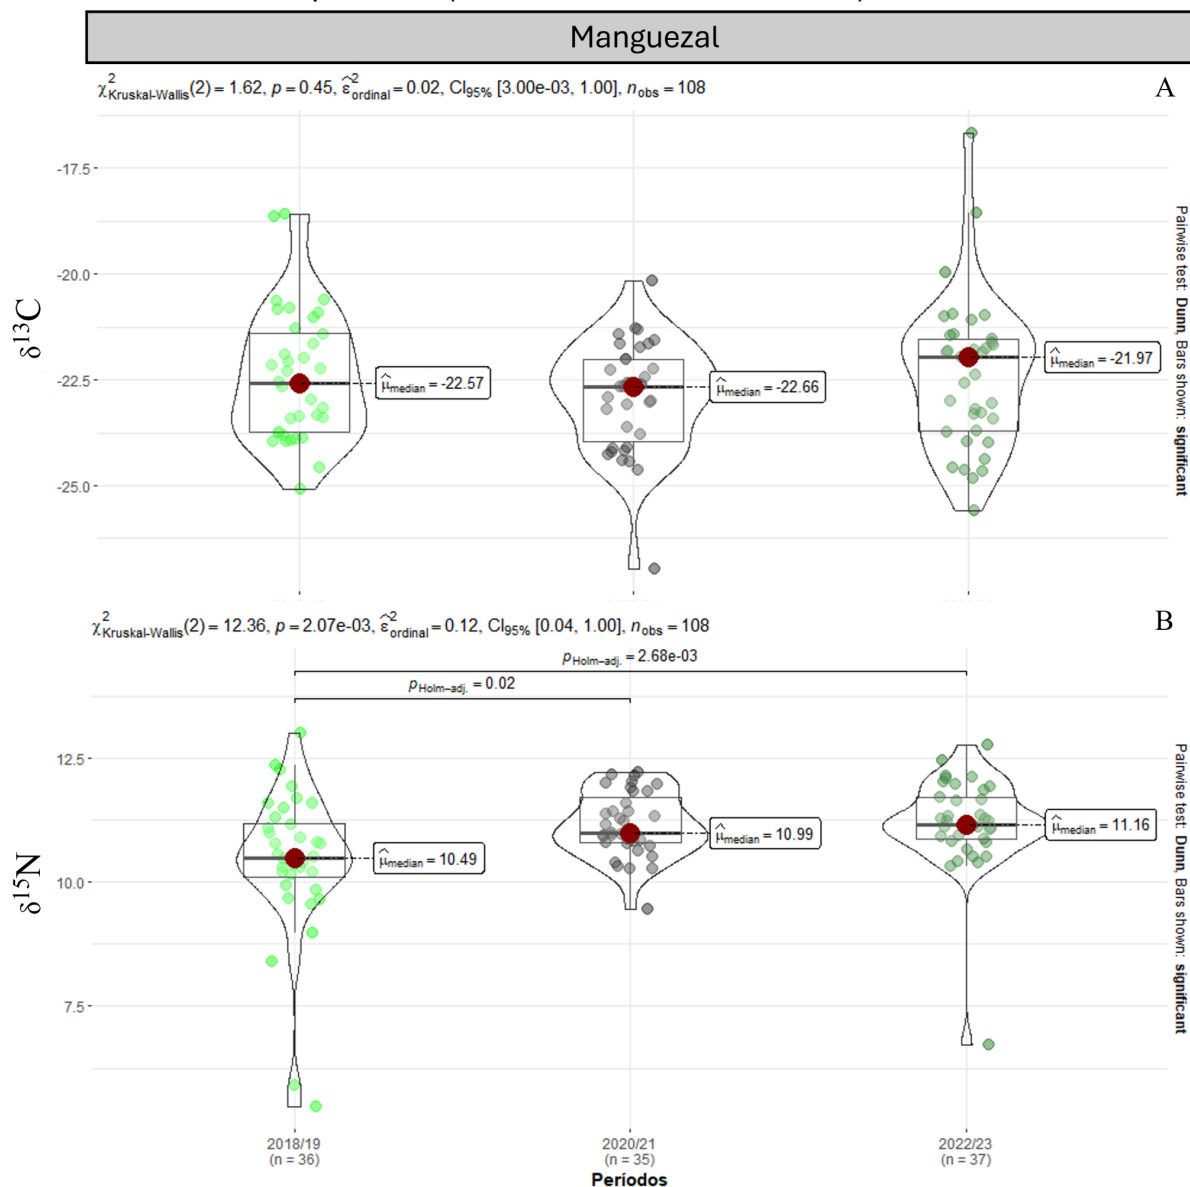 Manguezal
χ²Kruskal-Wallis(2) = 1.62, p = 0.45, ε̂²ordinal = 0.02, CI95% [3.00e-03, 1.00], nobs = 108
A
-17.5
-20.0
-22.5
-25.0
δ13C
μ̂median = -22.57
μ̂median = -22.66
μ̂median = -21.97
Pairwise test: Dunn, Bars shown: significant
χ²Kruskal-Wallis(2) = 12.36, p = 2.07e-03, ε̂²ordinal = 0.12, CI95% [0.04, 1.00], nobs = 108
B
pHolm-adj. = 2.68e-03
pHolm-adj. = 0.02
12.5
10.0
7.5
δ15N
μ̂median = 10.49
μ̂median = 10.99
μ̂median = 11.16
Pairwise test: Dunn, Bars shown: significant
2018/19
(n = 36)
2020/21
(n = 35)
2022/23
(n = 37)
Períodos